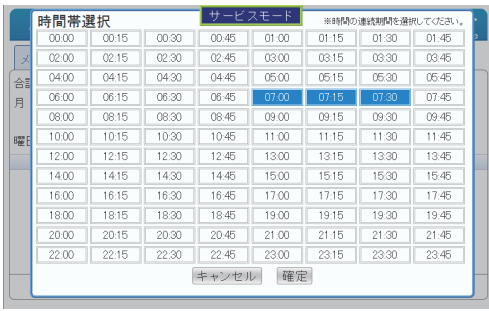 サービスモード
時間帯選択 ※時間の連続期間を選択してください。
00:00 00:15 00:30 00:45 01:00 01:15 01:30 01:45
02:00 02:15 02:30 02:45 03:00 03:15 03:30 03:45
04:00 04:15 04:30 04:45 05:00 05:15 05:30 05:45
06:00 06:15 06:30 06:45 07:00 07:15 07:30 07:45
08:00 08:15 08:30 08:45 09:00 09:15 09:30 09:45
10:00 10:15 10:30 10:45 11:00 11:15 11:30 11:45
12:00 12:15 12:30 12:45 13:00 13:15 13:30 13:45
14:00 14:15 14:30 14:45 15:00 15:15 15:30 15:45
16:00 16:15 16:30 16:45 17:00 17:15 17:30 17:45
18:00 18:15 18:30 18:45 19:00 19:15 19:30 19:45
20:00 20:15 20:30 20:45 21:00 21:15 21:30 21:45
22:00 22:15 22:30 22:45 23:00 23:15 23:30 23:45
キャンセル 確定
メ
合
月
曜